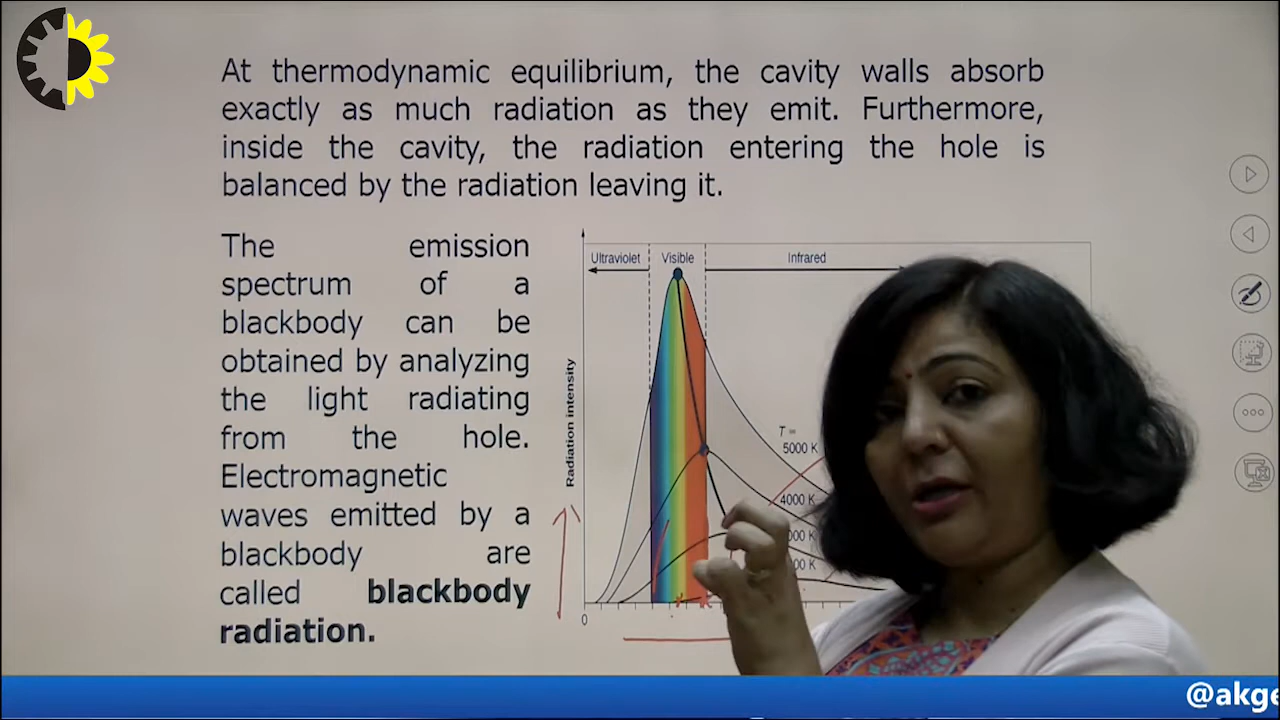 At thermodynamic equilibrium, the cavity walls absorb
exactly as much radiation as they emit. Furthermore,
inside the cavity, the radiation entering the hole is
balanced by the radiation leaving it.
The emission
spectrum of a
blackbody can be
obtained by analyzing
the light radiating
from the hole.
Electromagnetic
waves emitted by a
blackbody are
called blackbody
radiation.
Ultraviolet
Visible
Infrared
Radiation intensity
T =
5000 K
4000 K
0
@akge